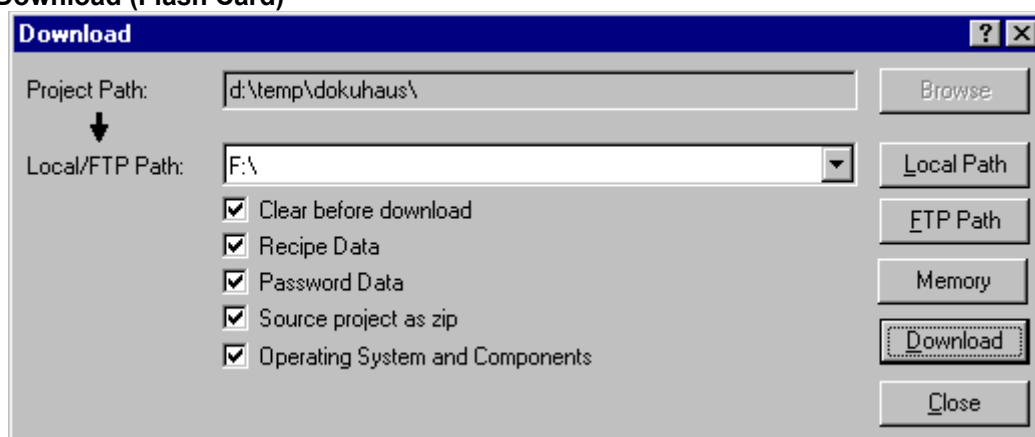 Download (Flash Card)
Download
Project Path: d:\temp\dokuhaus\ Browse
Local/FTP Path: F:\ Local Path
Clear before download
FTP Path
Recipe Data
Password Data Memory
Source project as zip
Download
Operating System and Components
Close